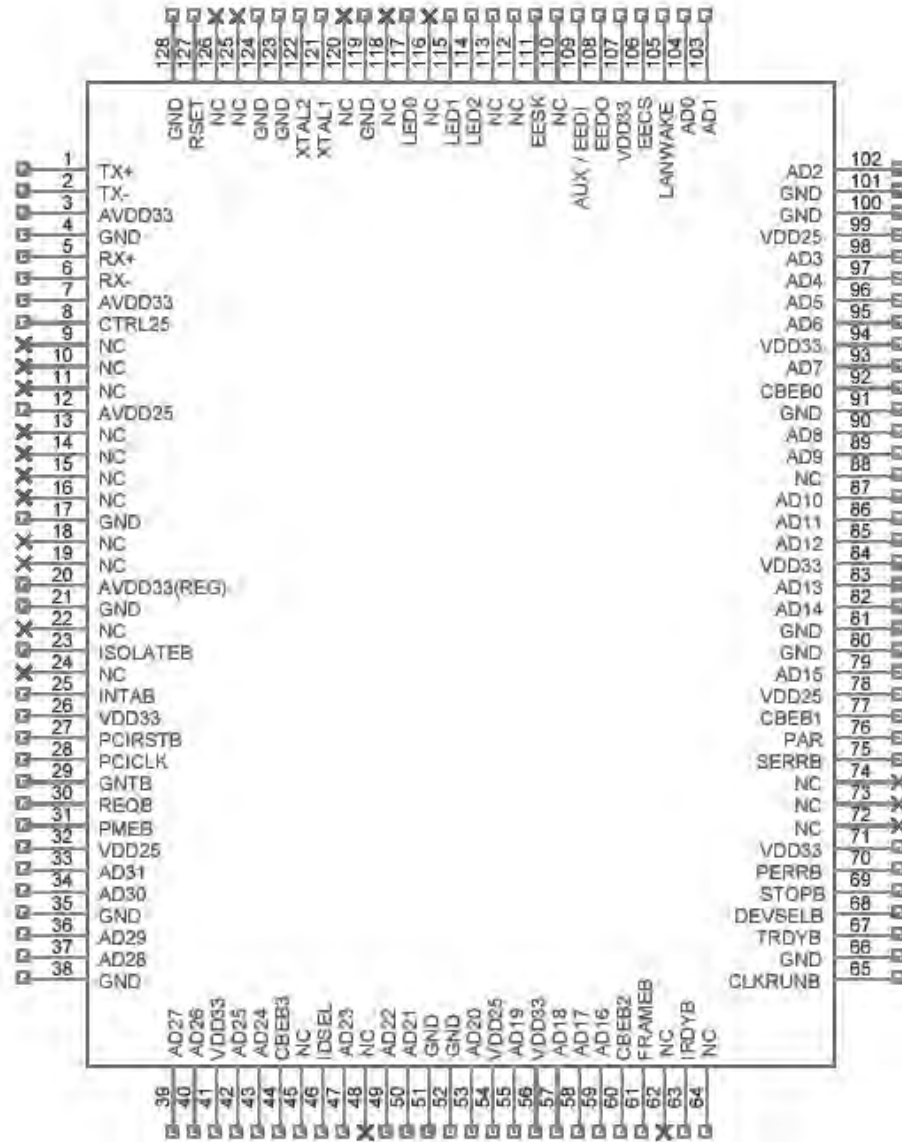 128 127 126 125 124 123 122 121 120 119 118 117 116 115 114 113 112 111 110 109 108 107 106 105 104 103
GND RSET NC NC GND GND XTAL2 XTAL1 NC GND NC LED0 NC LED1 LED2 NC NC EESK NC AUX / EEDI EEDO VDD33 EECS LANWAKE AD0 AD1
1 TX+ AD2 102
2 TX- GND 101
3 AVDD33 GND 100
4 GND VDD25 99
5 RX+ AD3 98
6 RX- AD4 97
7 AVDD33 AD5 96
8 CTRL25 AD6 95
9 NC VDD33 94
10 NC AD7 93
11 NC CBEB0 92
12 AVDD25 GND 91
13 NC AD8 90
14 NC AD9 89
15 NC NC 88
16 NC AD10 87
17 GND AD11 86
18 NC AD12 85
19 NC VDD33 84
20 AVDD33(REG) AD13 83
21 GND AD14 82
22 NC GND 81
23 ISOLATEB GND 80
24 NC AD15 79
25 INTAB VDD25 78
26 VDD33 CBEB1 77
27 PCIRSTB PAR 76
28 PCICLK SERRB 75
29 GNTB NC 74
30 REQB NC 73
31 PMEB NC 72
32 VDD25 VDD33 71
33 AD31 PERRB 70
34 AD30 STOPB 69
35 GND DEVSELB 68
36 AD29 TRDYB 67
37 AD28 GND 66
38 GND CLKRUNB 65
AD27 AD26 VDD33 AD25 AD24 CBEB3 NC IDSEL AD23 NC AD22 AD21 GND GND AD20 VDD25 AD19 VDD33 AD18 AD17 AD16 CBEB2 FRAMEB NC IRDYB NC
39 40 41 42 43 44 45 46 47 48 49 50 51 52 53 54 55 56 57 58 59 60 61 62 63 64